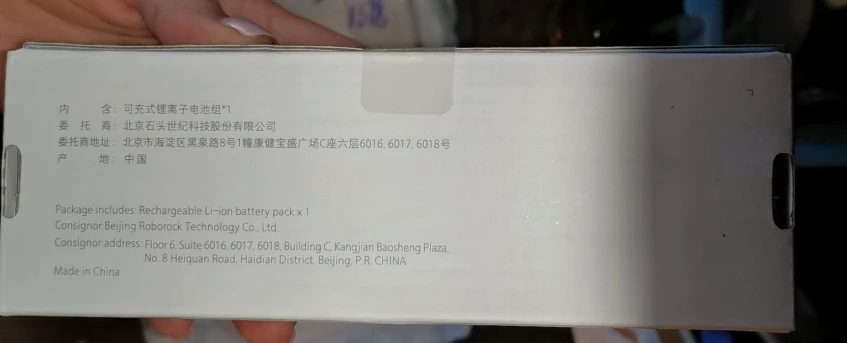 内 含：可充式锂离子电池组*1
委 托 商：北京石头世纪科技股份有限公司
委托商地址：北京市海淀区黑泉路8号1幢康健宝盛广场C座六层6016, 6017, 6018号
产 地：中国
Package includes: Rechargeable Li-ion battery pack x 1
Consignor:Beijing Roborock Technology Co., Ltd.
Consignor address: Floor 6, Suite 6016, 6017, 6018, Building C, Kangjian Baosheng Plaza,
No. 8 Heiquan Road, Haidian District, Beijing, P.R. CHINA
Made in China